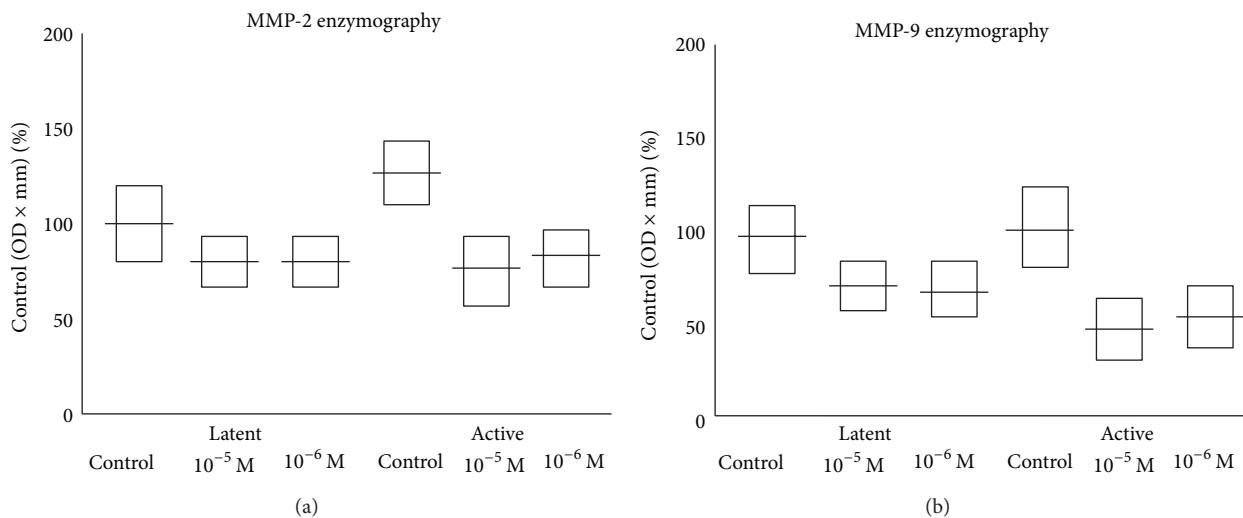 MMP-2 enzymography
200
150
100
50
0
Control (OD × mm) (%)
Latent
Active
Control
10⁻⁵ M
10⁻⁶ M
Control
10⁻⁵ M
10⁻⁶ M
(a)
MMP-9 enzymography
200
150
100
50
0
Control (OD × mm) (%)
Latent
Active
Control
10⁻⁵ M
10⁻⁶ M
Control
10⁻⁵ M
10⁻⁶ M
(b)